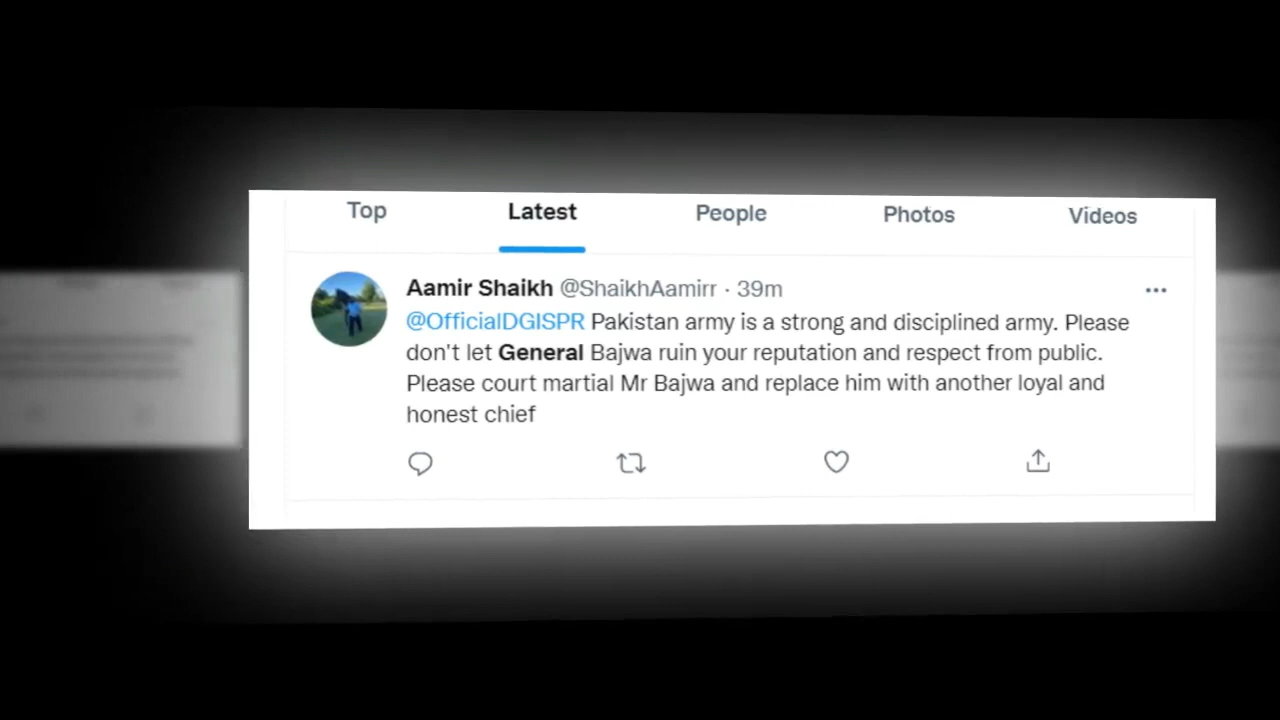 Top Latest People Photos Videos
Aamir Shaikh @ShaikhAamirr · 39m
@OfficialDGISPR Pakistan army is a strong and disciplined army. Please
don't let General Bajwa ruin your reputation and respect from public.
Please court martial Mr Bajwa and replace him with another loyal and
honest chief